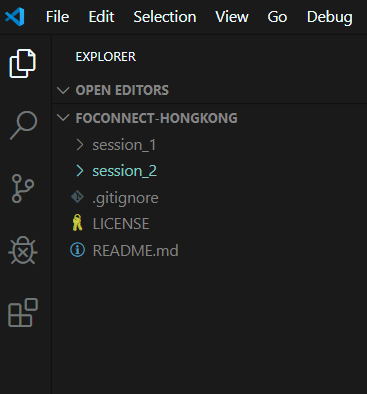 File Edit Selection View Go Debug
EXPLORER
OPEN EDITORS
FOCONNECT-HONGKONG
session_1
session_2
.gitignore
LICENSE
README.md